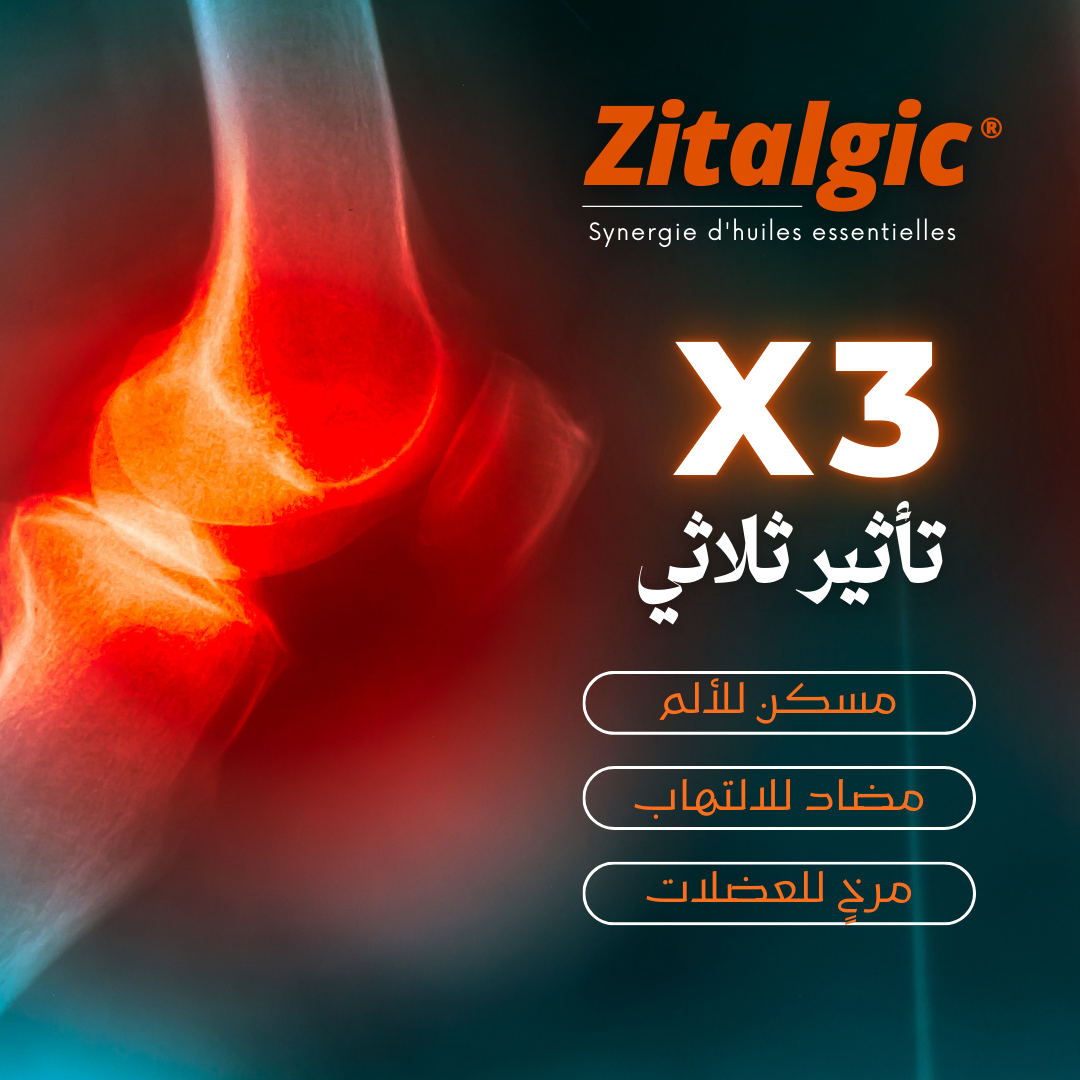 Zitalgic®
Synergie d'huiles essentielles
X3
تأثير ثلاثي
مسكن للألم
مضاد للالتهاب
مرخٍ للعضلات